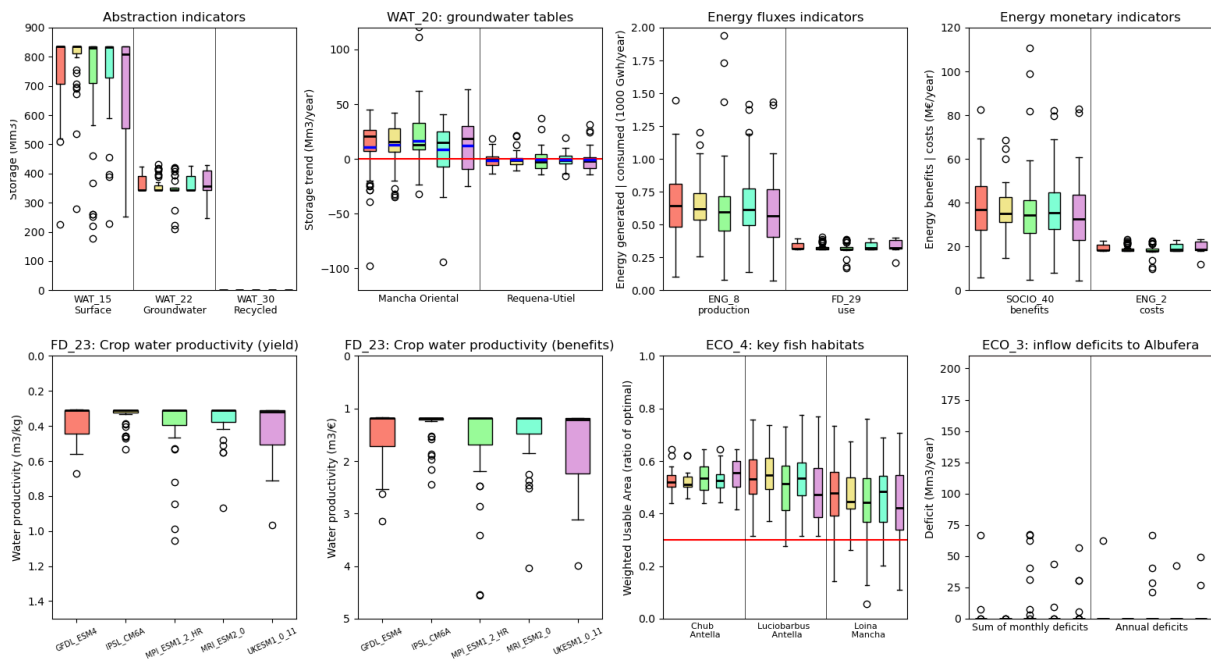 Abstraction indicators
Storage (Mm3)
900
800
700
600
500
400
300
200
100
0
WAT_15
Surface
WAT_22
Groundwater
WAT_30
Recycled
WAT_20: groundwater tables
Storage trend (Mm3/year)
100
50
0
−50
−100
Mancha Oriental
Requena-Utiel
Energy fluxes indicators
Energy generated | consumed (1000 Gwh/year)
2.00
1.75
1.50
1.25
1.00
0.75
0.50
0.25
0.00
ENG_8
production
FD_29
use
Energy monetary indicators
Energy benefits | costs (M€/year)
120
100
80
60
40
20
0
SOCIO_40
benefits
ENG_2
costs
FD_23: Crop water productivity (yield)
Water productivity (m3/kg)
0.0
0.2
0.4
0.6
0.8
1.0
1.2
1.4
GFDL_ESM4
IPSL_CM6A
MPI_ESM1_2_HR
MRI_ESM2_0
UKESM1_0_11
FD_23: Crop water productivity (benefits)
Water productivity (m3/€)
0
1
2
3
4
5
GFDL_ESM4
IPSL_CM6A
MPI_ESM1_2_HR
MRI_ESM2_0
UKESM1_0_11
ECO_4: key fish habitats
Weighted Usable Area (ratio of optimal)
1.0
0.8
0.6
0.4
0.2
0.0
Chub
Antella
Luciobarbus
Antella
Loina
Mancha
ECO_3: inflow deficits to Albufera
Deficit (Mm3/year)
200
175
150
125
100
75
50
25
0
Sum of monthly deficits
Annual deficits